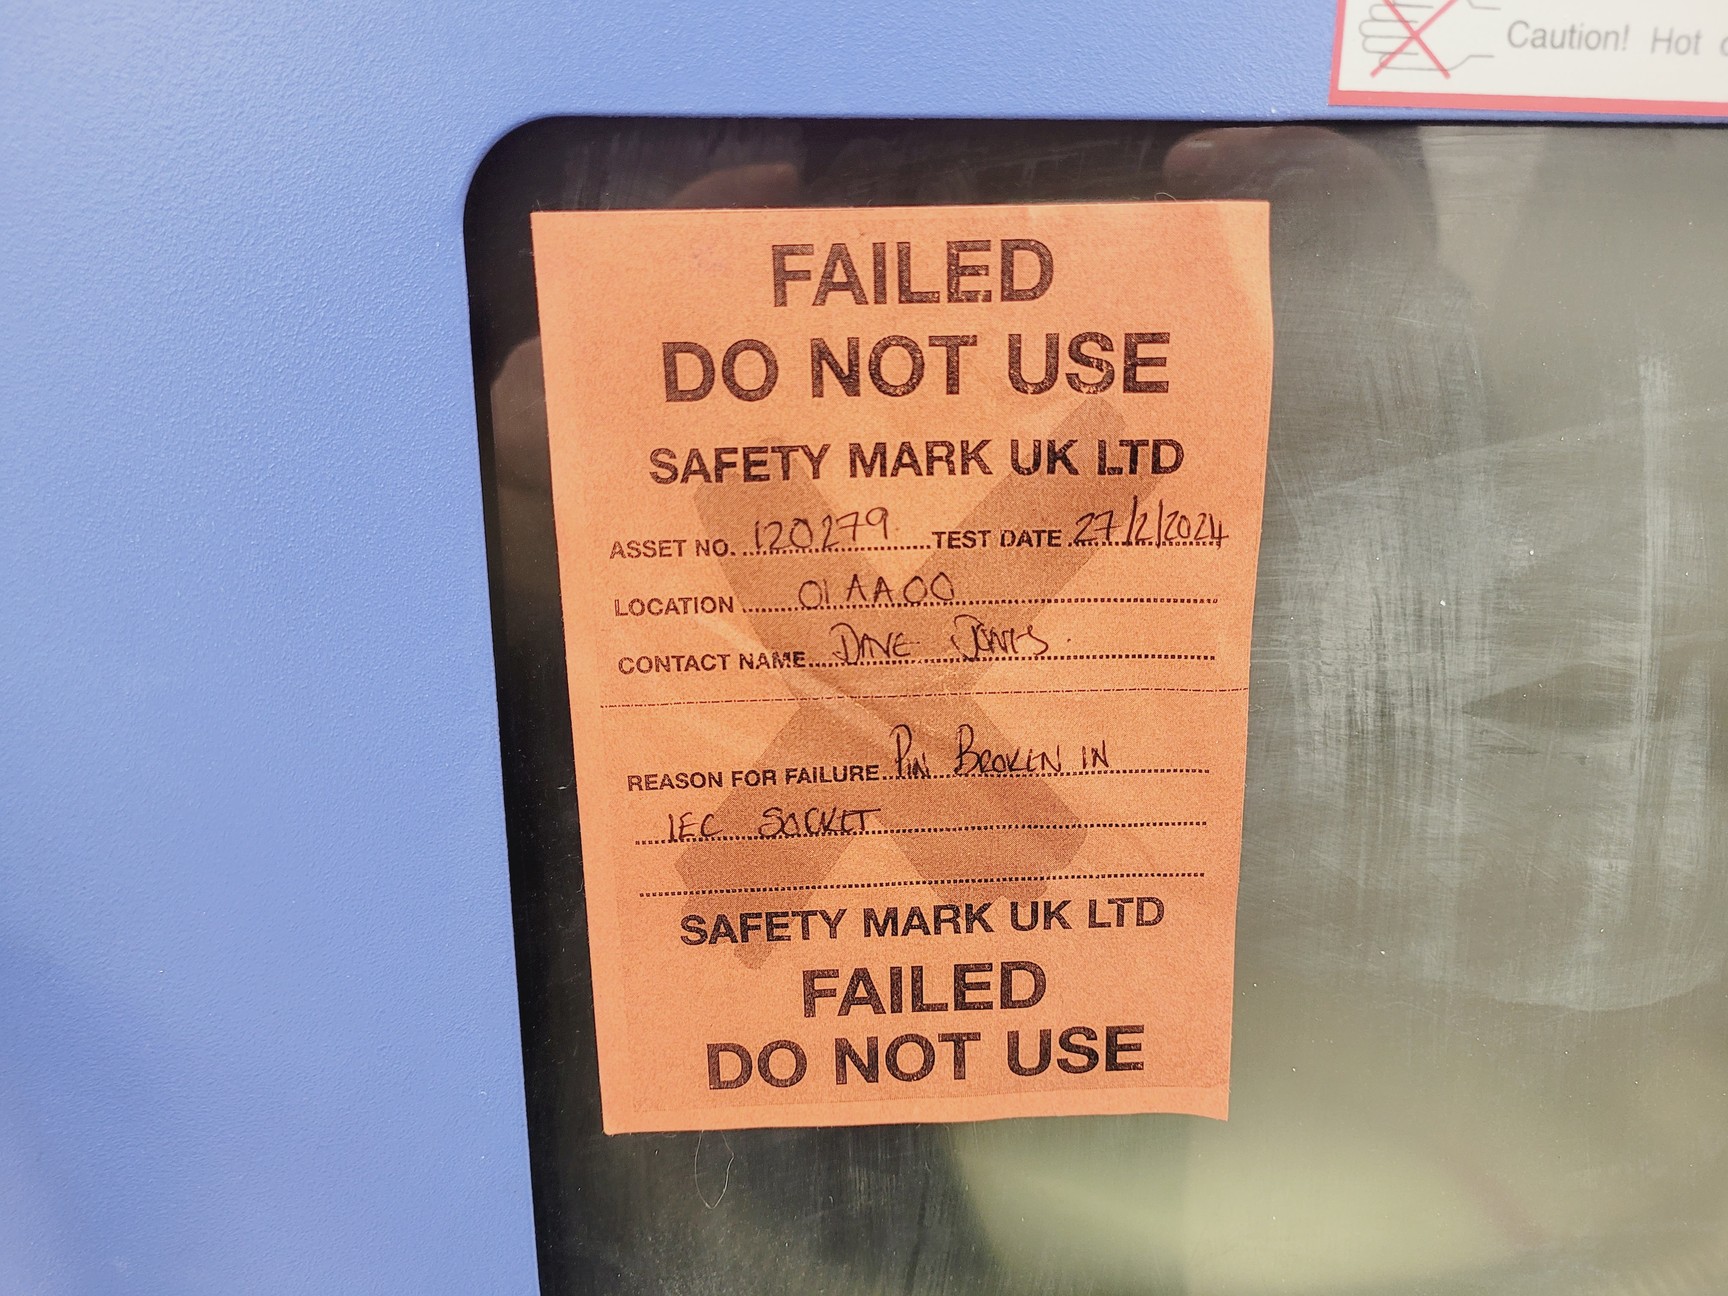 Caution! Hot
FAILED
DO NOT USE
SAFETY MARK UK LTD
ASSET NO. 120279 TEST DATE 27/2/2024
LOCATION 01AA00
CONTACT NAME DAVE JONES.
REASON FOR FAILURE PIN BROKEN IN
IEC SOCKET
SAFETY MARK UK LTD
FAILED
DO NOT USE